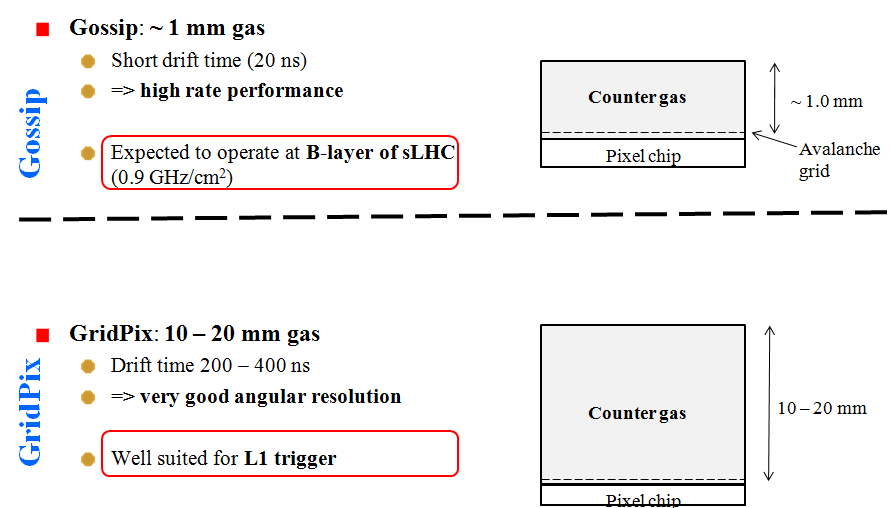 Gossip
Gossip: ~ 1 mm gas
Short drift time (20 ns)
=> high rate performance
Expected to operate at B-layer of sLHC
(0.9 GHz/cm²)
Counter gas
Pixel chip
~ 1.0 mm
Avalanche
grid
GridPix
GridPix: 10 – 20 mm gas
Drift time 200 – 400 ns
=> very good angular resolution
Well suited for L1 trigger
Counter gas
Pixel chip
10 – 20 mm